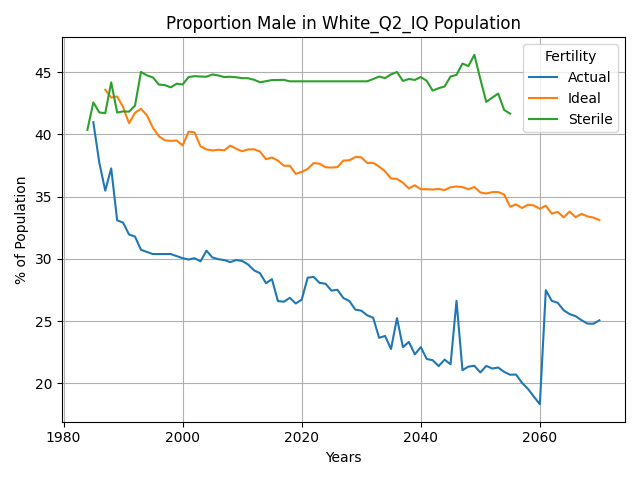 Proportion Male in White_Q2_IQ Population
Fertility
Actual
Ideal
Sterile
% of Population
45
40
35
30
25
20
1980
2000
2020
2040
2060
Years